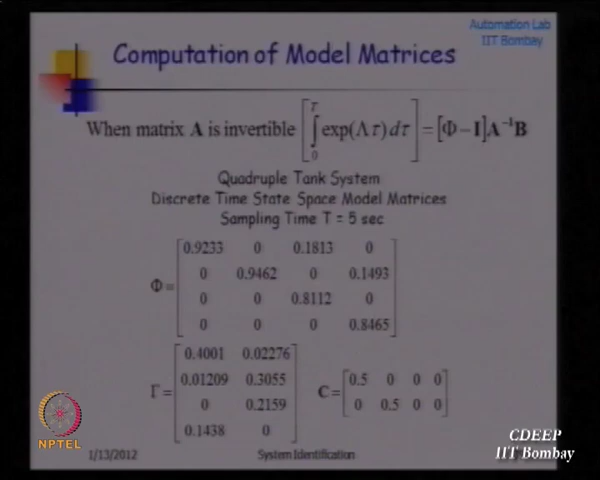 Automation Lab
IIT Bombay
Computation of Model Matrices
When matrix A is invertible [∫₀ᵀ exp(Λτ)dτ] = [Φ − I]A⁻¹B
Quadruple Tank System
Discrete Time State Space Model Matrices
Sampling Time T = 5 sec
Φ = [0.9233 0 0.1813 0
0 0.9462 0 0.1493
0 0 0.8112 0
0 0 0 0.8465]
Γ = [0.4001 0.02276
0.01209 0.3055
0 0.2159
0.1438 0]
C = [0.5 0 0 0
0 0.5 0 0]
NPTEL
1/13/2012
System Identification
CDEEP
IIT Bombay